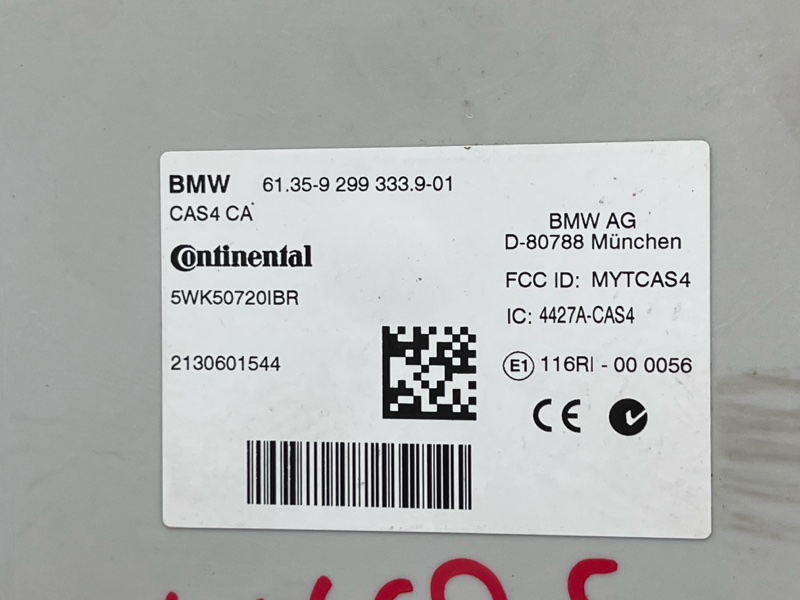 BMW 61.35-9 299 333.9-01
CAS4 CA
Continental
5WK50720IBR
2130601544
BMW AG
D-80788 München
FCC ID: MYTCAS4
IC: 4427A-CAS4
E1 116RI - 00 0056
CE